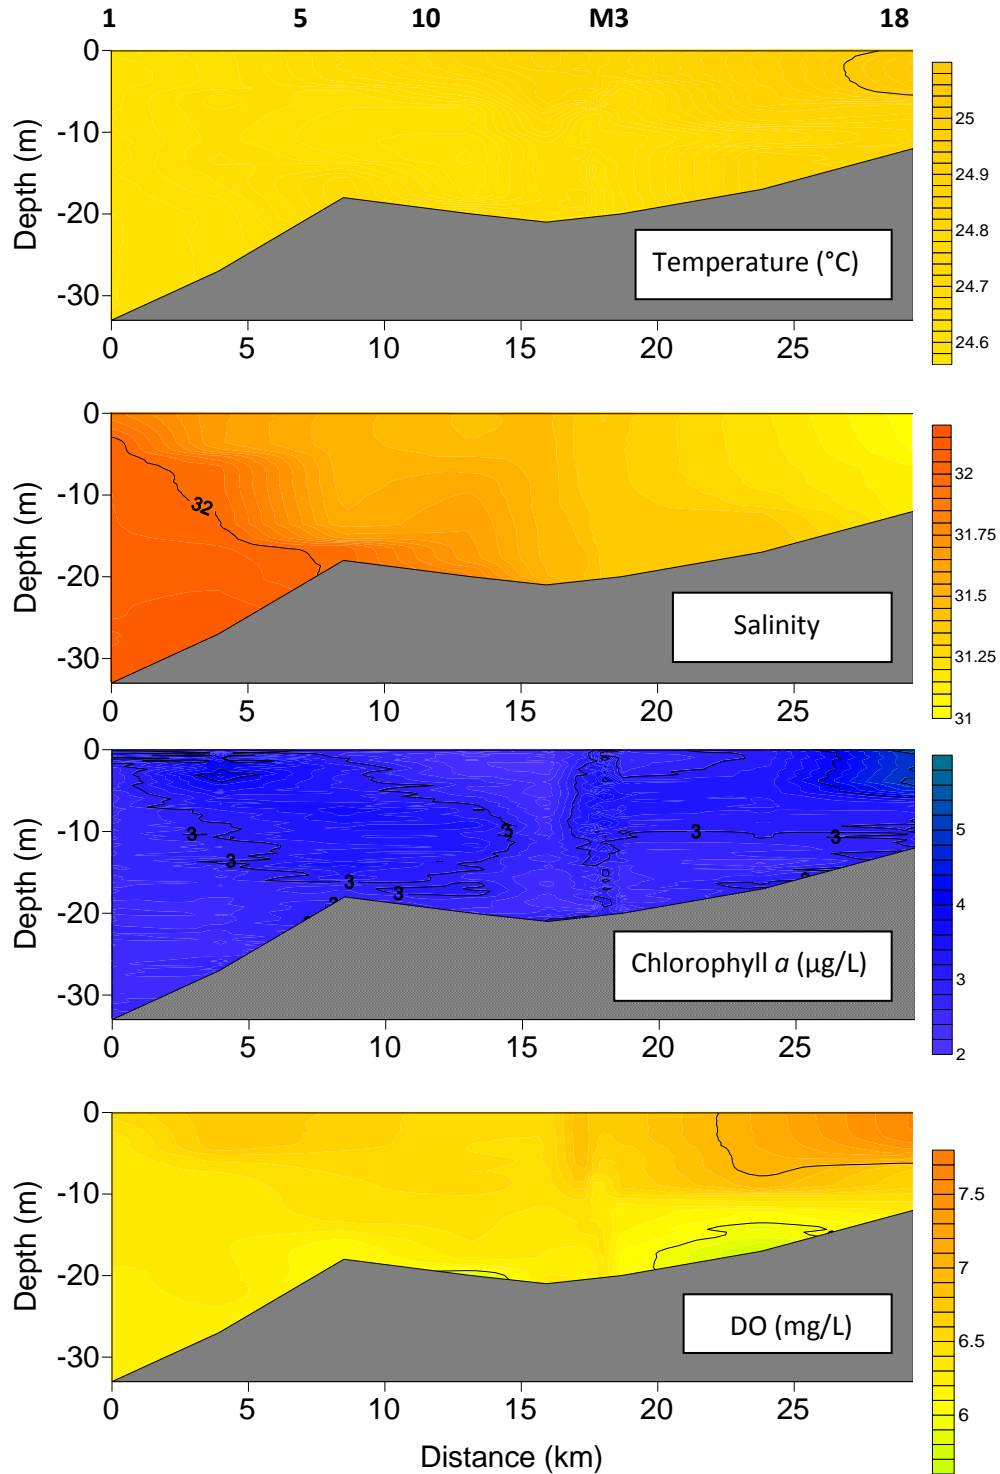 1 5 10 M3 18
0
-10
-20
-30
Depth (m)
Temperature (°C)
25
24.9
24.8
24.7
24.6
0 5 10 15 20 25
0
-10
-20
-30
Depth (m)
32
Salinity
32
31.75
31.5
31.25
31
0 5 10 15 20 25
0
-10
-20
-30
Depth (m)
3 3 3 3
3 3 3
3
Chlorophyll a (µg/L)
5
4
3
2
0 5 10 15 20 25
0
-10
-20
-30
Depth (m)
DO (mg/L)
7.5
7
6.5
6
0 5 10 15 20 25
Distance (km)